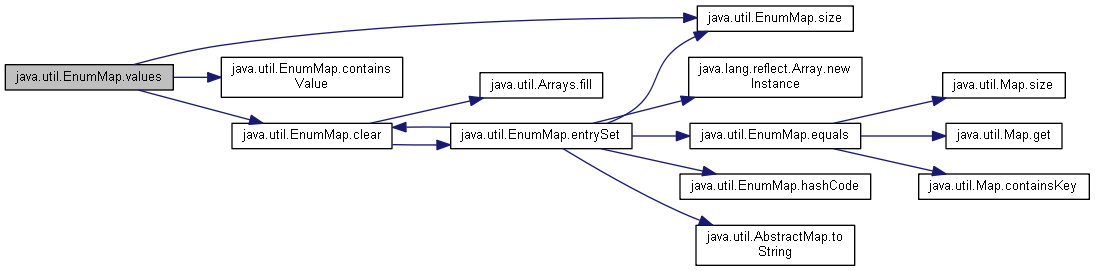 java.util.EnumMap.values
java.util.EnumMap.contains
Value
java.util.EnumMap.clear
java.util.Arrays.fill
java.util.EnumMap.entrySet
java.util.EnumMap.size
java.lang.reflect.Array.new
Instance
java.util.EnumMap.equals
java.util.EnumMap.hashCode
java.util.AbstractMap.to
String
java.util.Map.size
java.util.Map.get
java.util.Map.containsKey